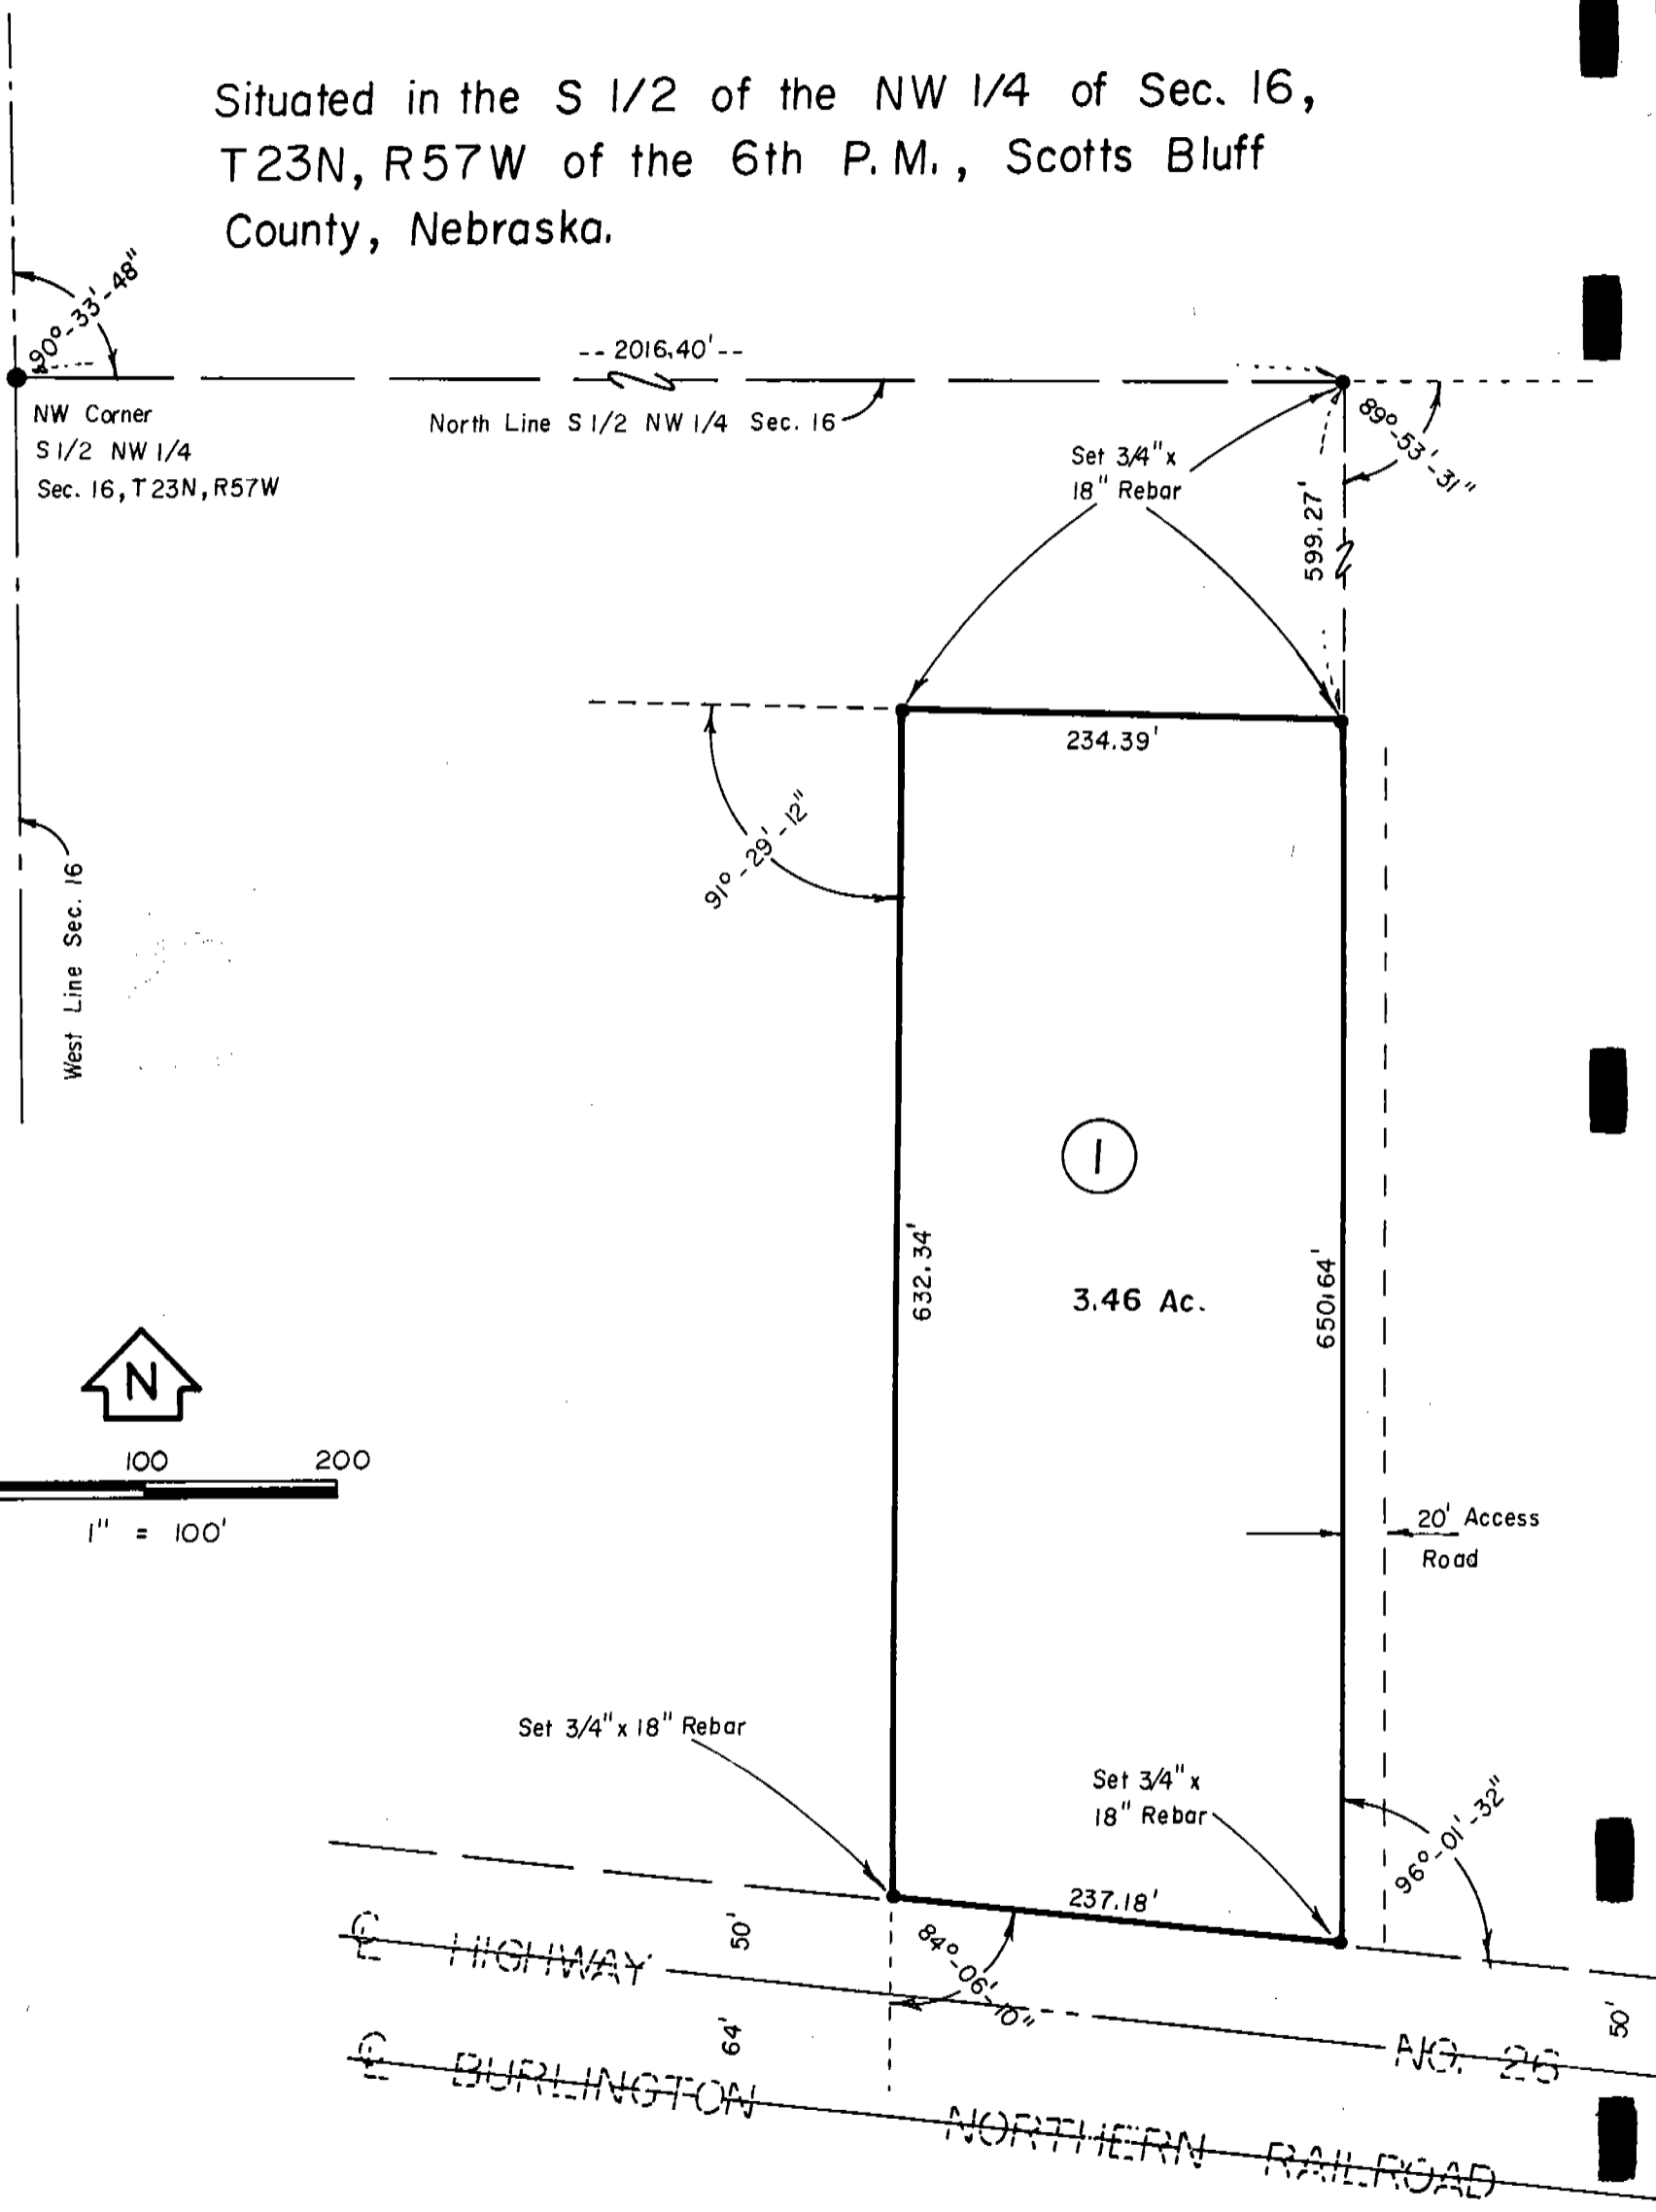 Situated in the S 1/2 of the NW 1/4 of Sec. 16,
T23N, R57W of the 6th P.M., Scotts Bluff
County, Nebraska.
90°-33'-48"
-- 2016.40'--
NW Corner
S 1/2 NW 1/4
Sec. 16, T23N, R57W
North Line S 1/2 NW 1/4 Sec. 16
89°-53'-31"
Set 3/4" x
18" Rebar
599.27'
234.39'
91°-29'-12"
West Line Sec. 16
1
632.34'
3.46 Ac.
650.64'
N
100 200
1" = 100'
20' Access
Road
Set 3/4" x 18" Rebar
Set 3/4" x
18" Rebar
96°-01'-32"
237.18'
84°-06'-10"
50'
℄ HIGHWAY NO. 26
50'
64'
℄ BURLINGTON NORTHERN RAILROAD